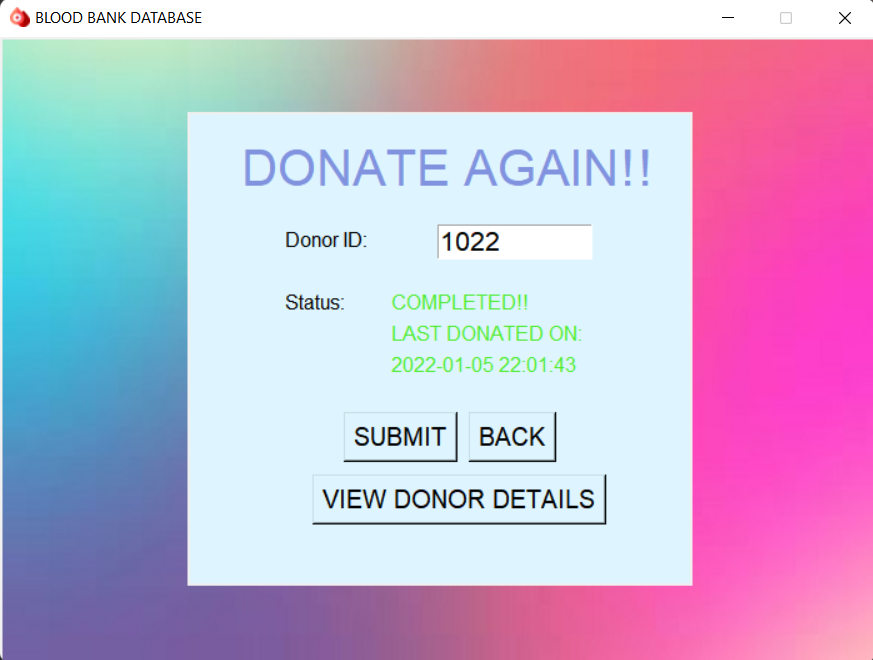 BLOOD BANK DATABASE
DONATE AGAIN!!
Donor ID: 1022
Status: COMPLETED!!
LAST DONATED ON:
2022-01-05 22:01:43
SUBMIT BACK
VIEW DONOR DETAILS